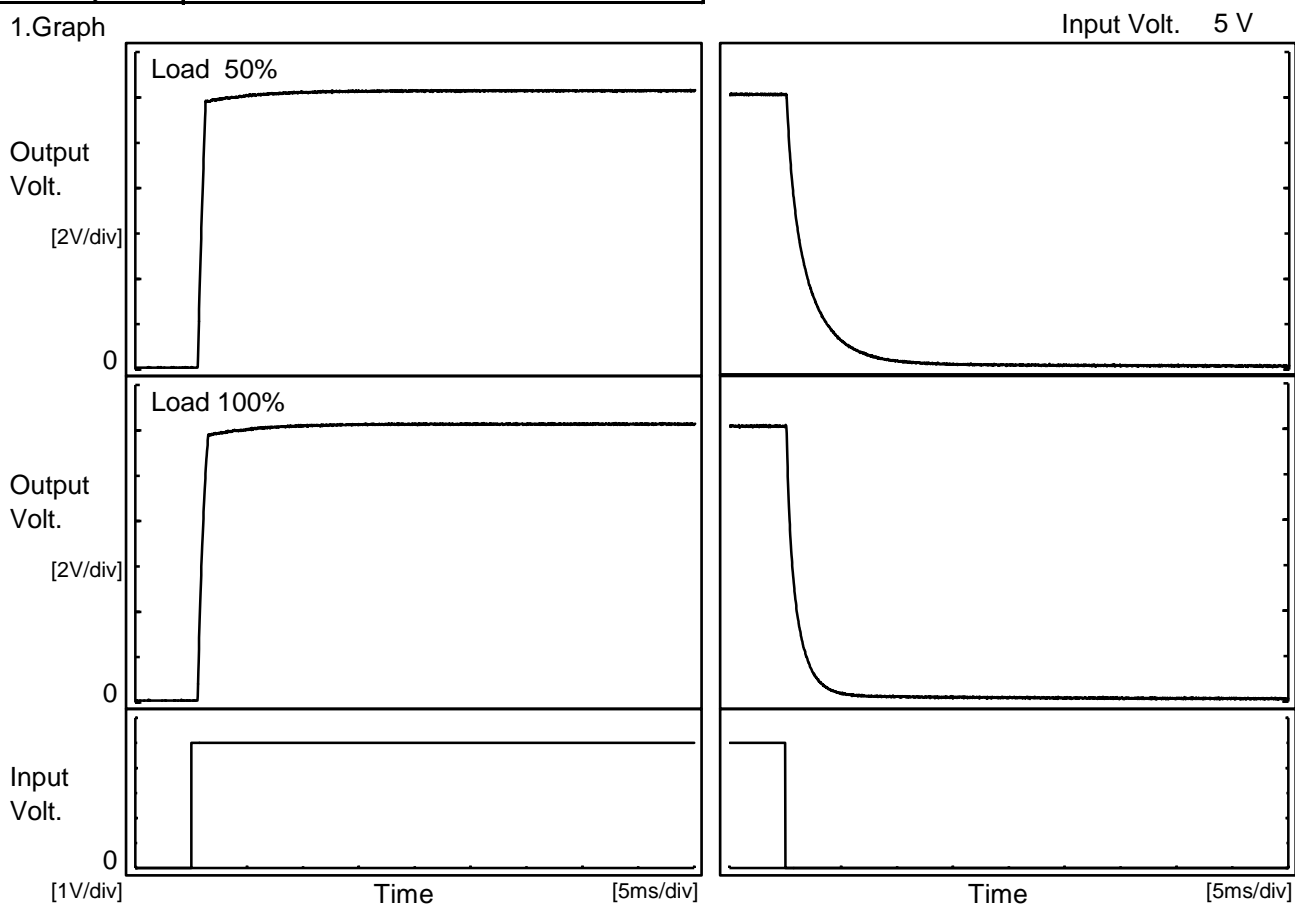 1.Graph
Input Volt. 5 V
Load 50%
Output
Volt.
[2V/div]
0
Load 100%
Output
Volt.
[2V/div]
0
Input
Volt.
0
[1V/div]
Time
[5ms/div]
Time
[5ms/div]